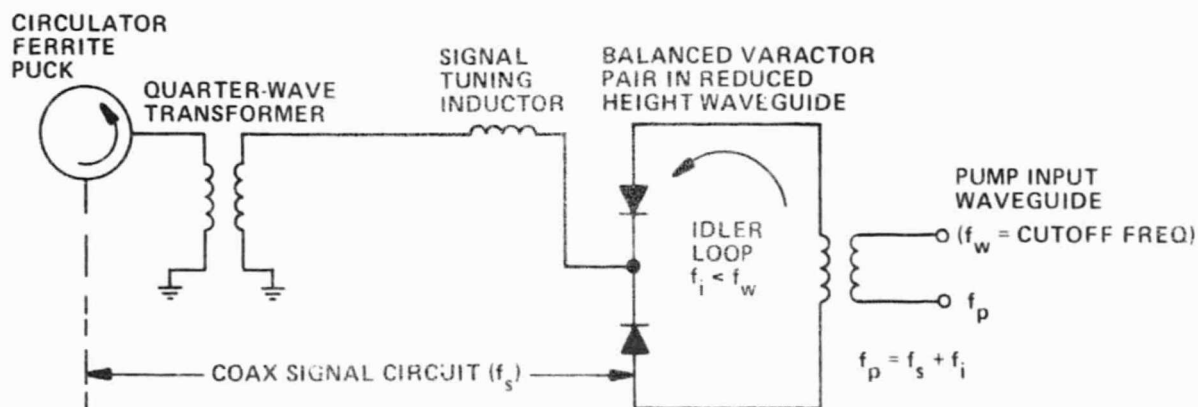 CIRCULATOR
FERRITE
PUCK
QUARTER-WAVE
TRANSFORMER
SIGNAL
TUNING
INDUCTOR
BALANCED VARACTOR
PAIR IN REDUCED
HEIGHT WAVEGUIDE
IDLER
LOOP
f_i < f_w
PUMP INPUT
WAVEGUIDE
(f_w = CUTOFF FREQ)
f_p
f_p = f_s + f_i
COAX SIGNAL CIRCUIT (f_s)